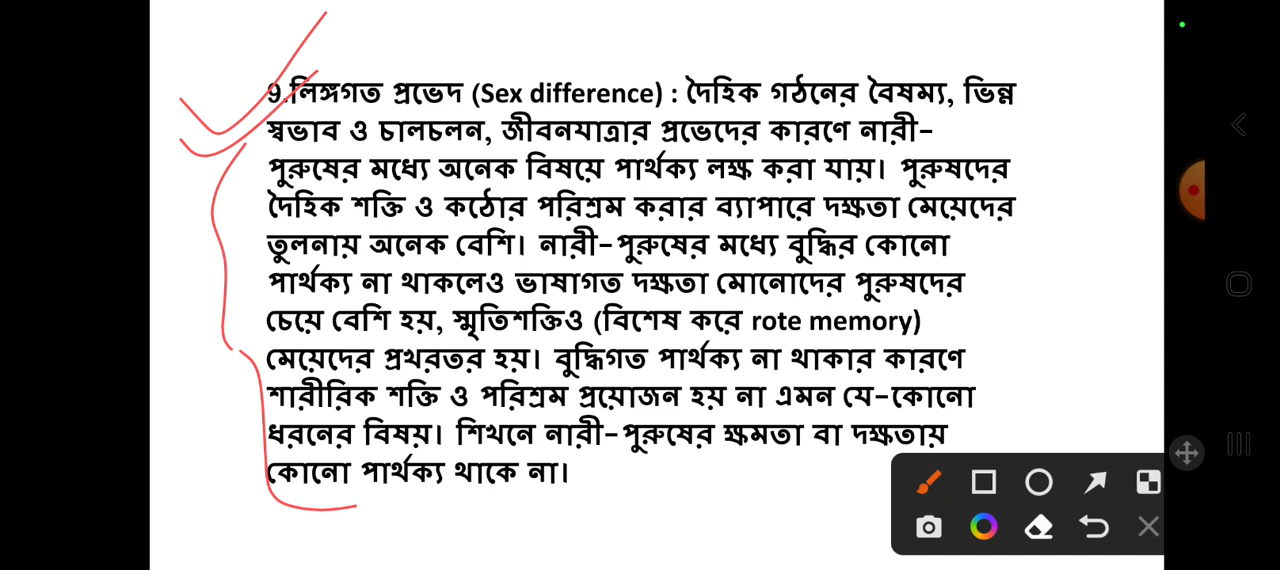 9.লিঙ্গগত প্রভেদ (Sex difference) : দৈহিক গঠনের বৈষম্য, ভিন্ন
স্বভাব ও চালচলন, জীবনযাত্রার প্রভেদের কারণে নারী-
পুরুষের মধ্যে অনেক বিষয়ে পার্থক্য লক্ষ করা যায়। পুরুষদের
দৈহিক শক্তি ও কঠোর পরিশ্রম করার ব্যাপারে দক্ষতা মেয়েদের
তুলনায় অনেক বেশি। নারী-পুরুষের মধ্যে বুদ্ধির কোনো
পার্থক্য না থাকলেও ভাষাগত দক্ষতা মোনোদের পুরুষদের
চেয়ে বেশি হয়, স্মৃতিশক্তিও (বিশেষ করে rote memory)
মেয়েদের প্রখরতর হয়। বুদ্ধিগত পার্থক্য না থাকার কারণে
শারীরিক শক্তি ও পরিশ্রম প্রয়োজন হয় না এমন যে-কোনো
ধরনের বিষয়। শিখনে নারী-পুরুষের ক্ষমতা বা দক্ষতায়
কোনো পার্থক্য থাকে না।